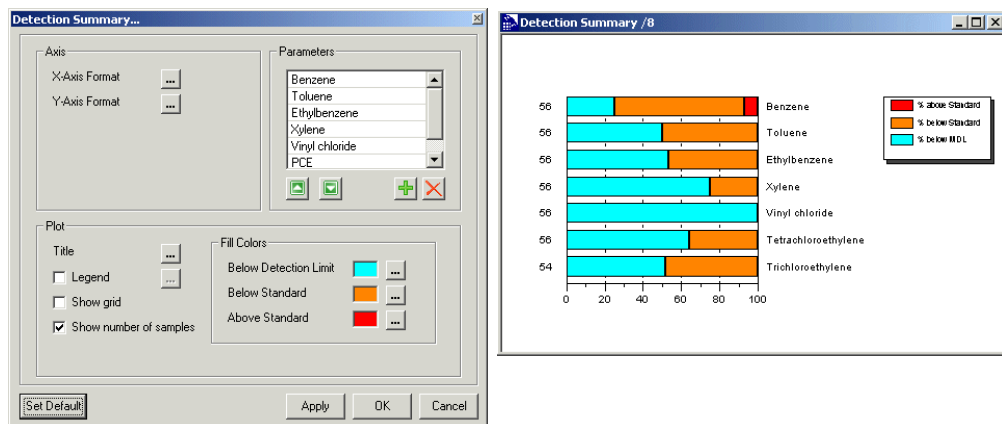 Detection Summary...
Axis
X-Axis Format ...
Y-Axis Format ...
Parameters
Benzene
Toluene
Ethylbenzene
Xylene
Vinyl chloride
PCE
Plot
Title ...
Legend ...
Show grid
Show number of samples
Fill Colors
Below Detection Limit ...
Below Standard ...
Above Standard ...
Set Default
Apply
OK
Cancel
Detection Summary /8
56 Benzene
56 Toluene
56 Ethylbenzene
56 Xylene
56 Vinyl chloride
56 Tetrachloroethylene
54 Trichloroethylene
0 20 40 60 80 100
% above Standard
% below Standard
% below MDL